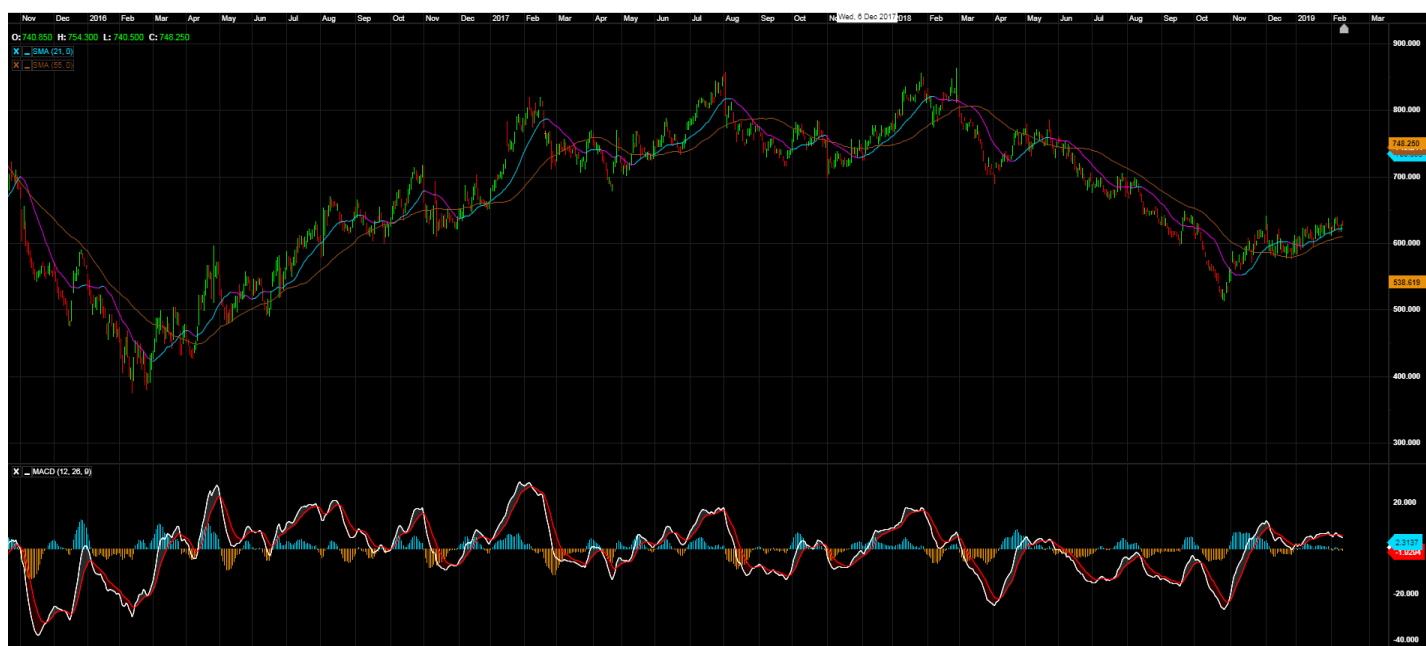 Nov Dec 2016 Feb Mar Apr May Jun Jul Aug Sep Oct Nov Dec 2017 Feb Mar Apr May Jun Jul Aug Sep Oct Wed, 6 Dec 2017 2018 Feb Mar Apr May Jun Jul Aug Sep Oct Nov Dec 2019 Feb Mar
O: 740.850 H: 754.300 L: 740.500 C: 748.250
X _ SMA (21, 0)
X _ SMA (55, 0)
900.000
800.000
748.250
700.000
600.000
538.619
500.000
400.000
300.000
X _ MACD (12, 26, 9)
20.000
2.3137
-20.000
-40.000